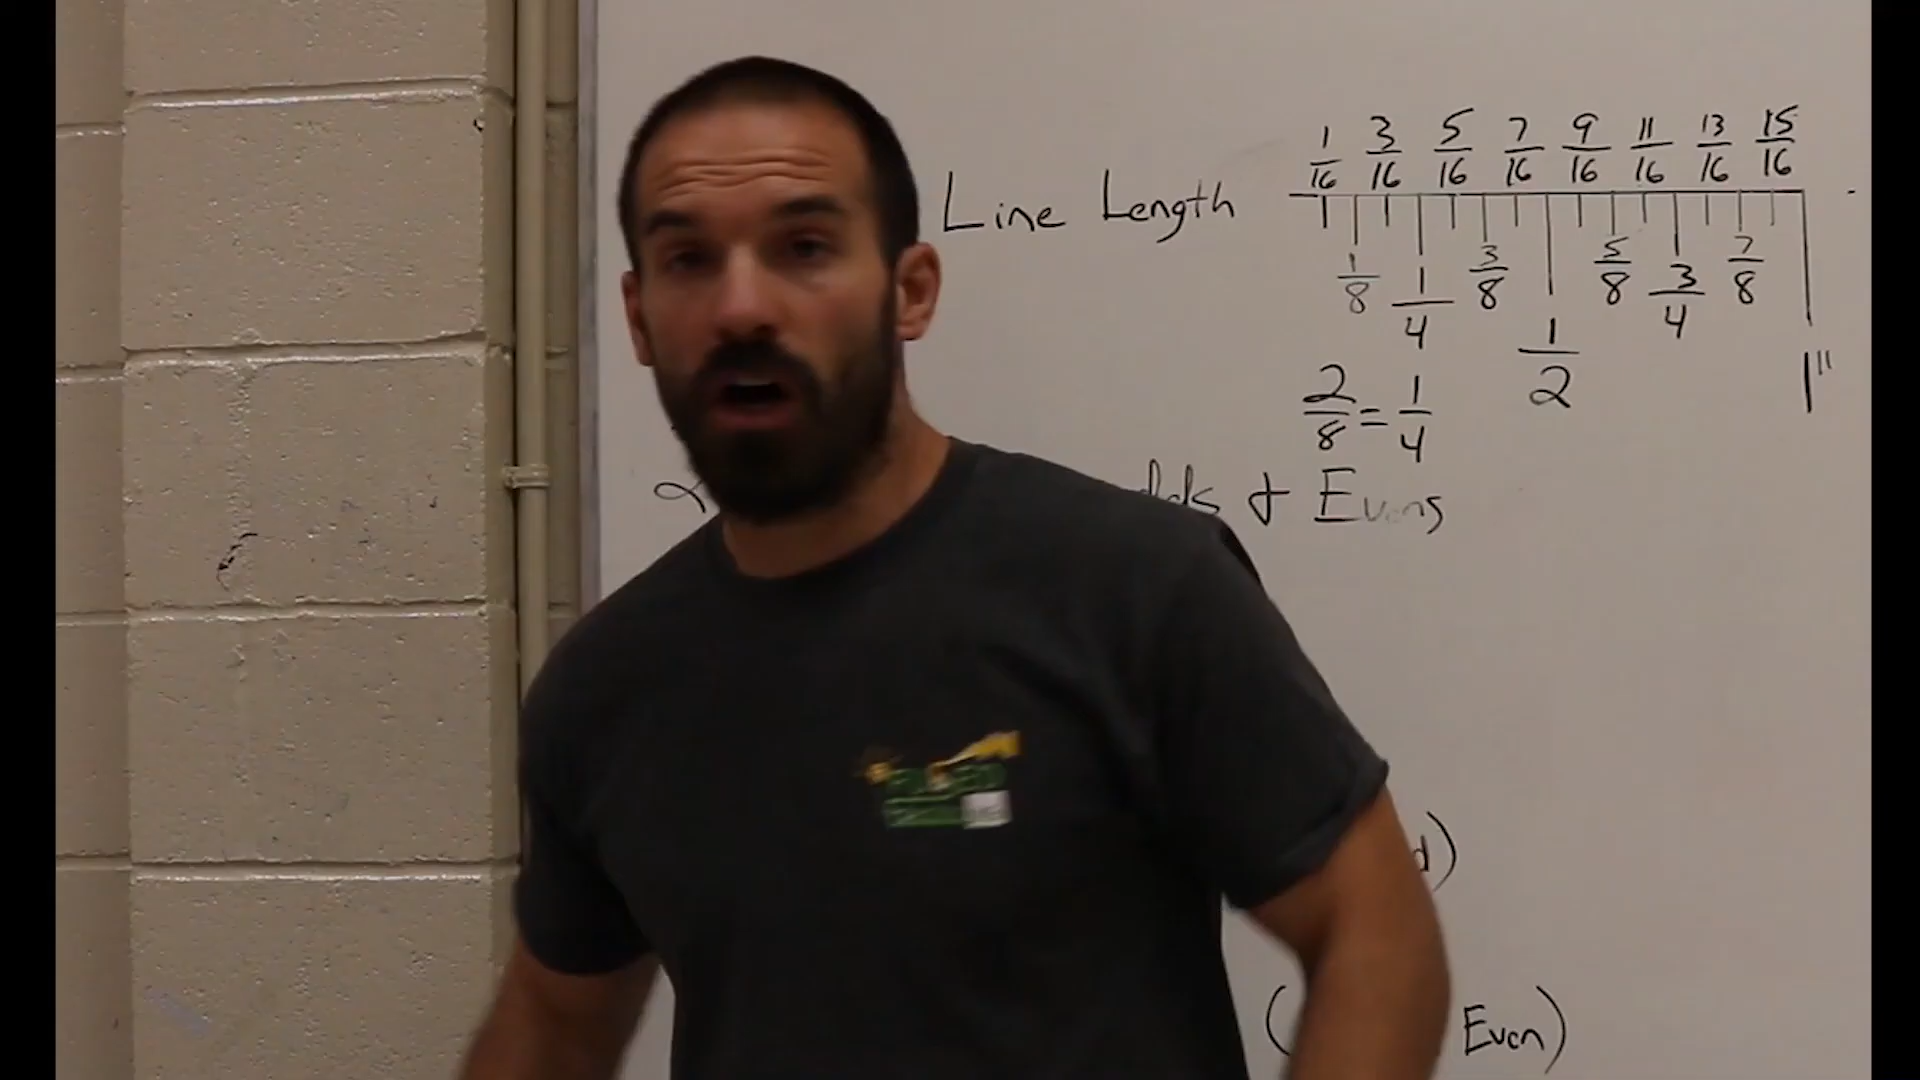 1/16 3/16 5/16 7/16 9/16 11/16 13/16 15/16
Line Length
1/8 1/4 3/8 1/2 5/8 3/4 7/8 1"
2/8 = 1/4
& Evens
Even)